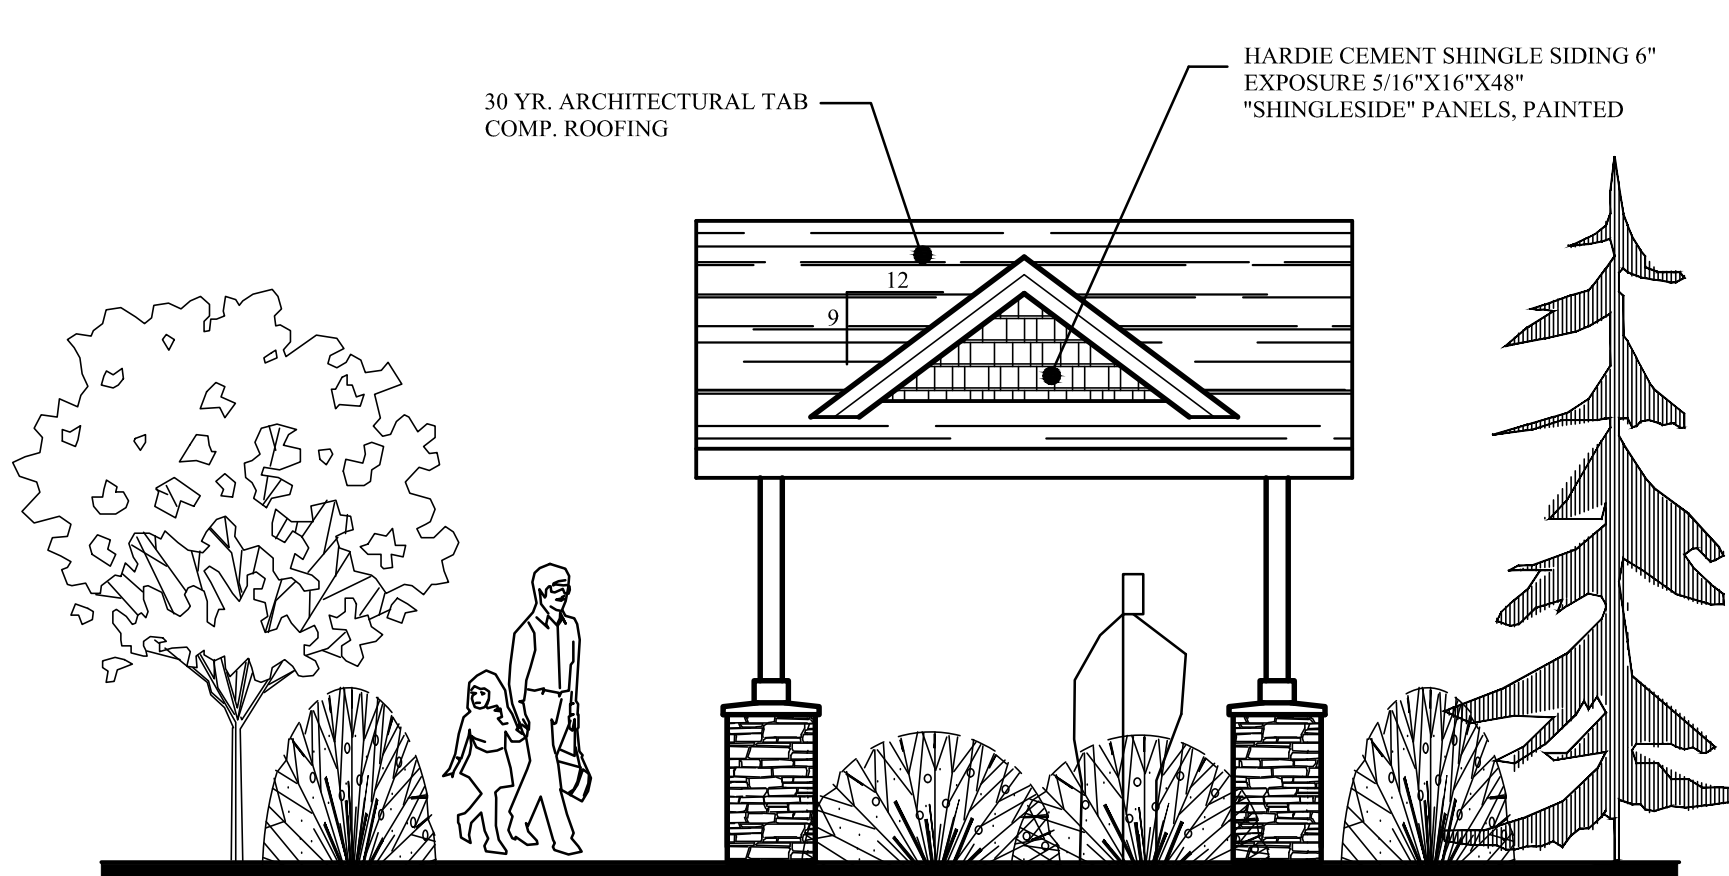 HARDIE CEMENT SHINGLE SIDING 6"
EXPOSURE 5/16"X16"X48"
"SHINGLESIDE" PANELS, PAINTED
30 YR. ARCHITECTURAL TAB
COMP. ROOFING
12
9